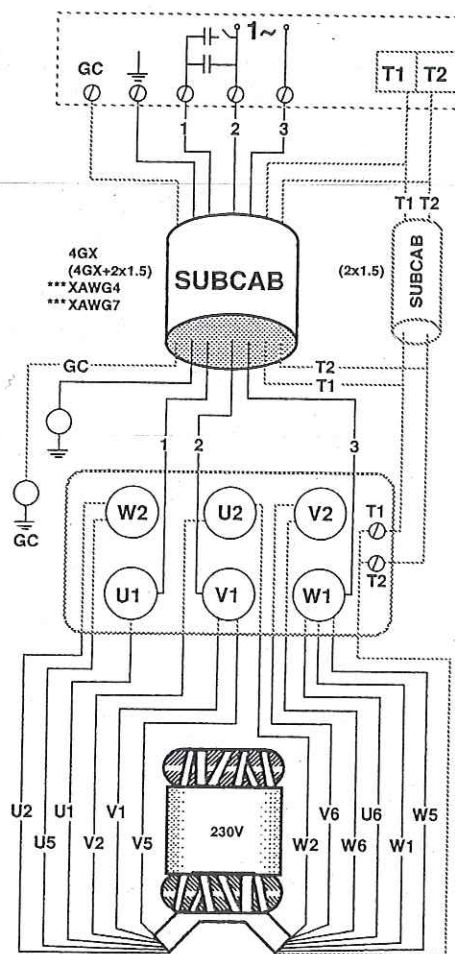 1~
GC
T1 T2
1 2 3
T1 T2
4GX
(4GX+2x1.5)
***XAWG4
***XAWG7
SUBCAB
(2x1.5)
SUBCAB
GC
T2
T1
1 2 3
GC
W2 U2 V2
T1
U1 V1 W1
T2
U2 U1 V1 V6 U6 W5
U5 V2 V5 W2 W6 W1
230V